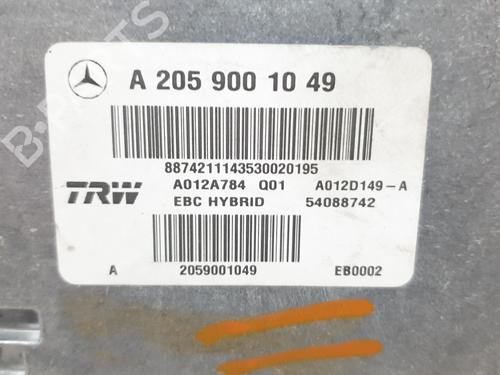 A 205 900 10 49
8874211143530020195
A012A784 Q01 A012D149-A
TRW EBC HYBRID 54088742
A 2059001049 EB0002